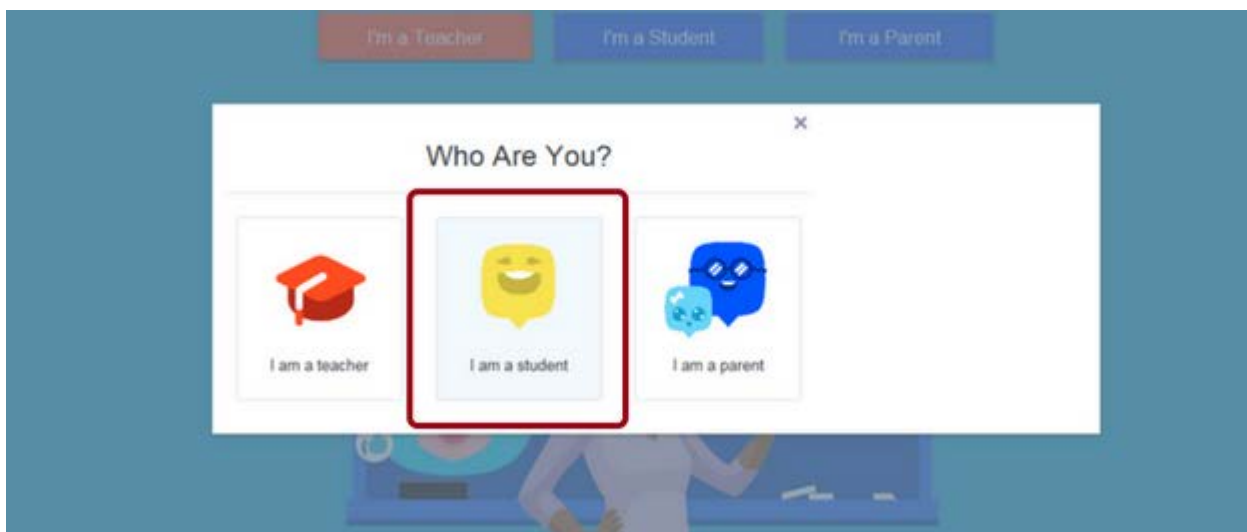 I'm a Teacher
I'm a Student
I'm a Parent
×
Who Are You?
I am a teacher
I am a student
I am a parent